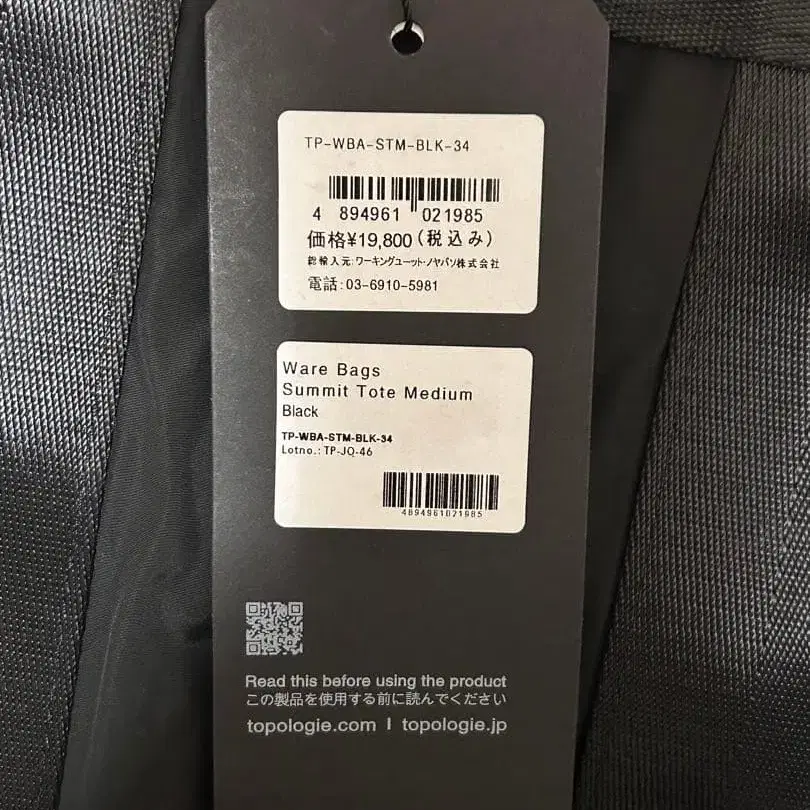 TP-WBA-STM-BLK-34
4 894961 021985
価格¥19,800(税込み)
総輸入元:ワーキングユーット・ノヤパソ株式会社
電話:03-6910-5981
Ware Bags
Summit Tote Medium
Black
TP-WBA-STM-BLK-34
Lotno.: TP-JO-46
4894961021985
Read this before using the product
この製品を使用する前に読んでください
topologie.com | topologie.jp